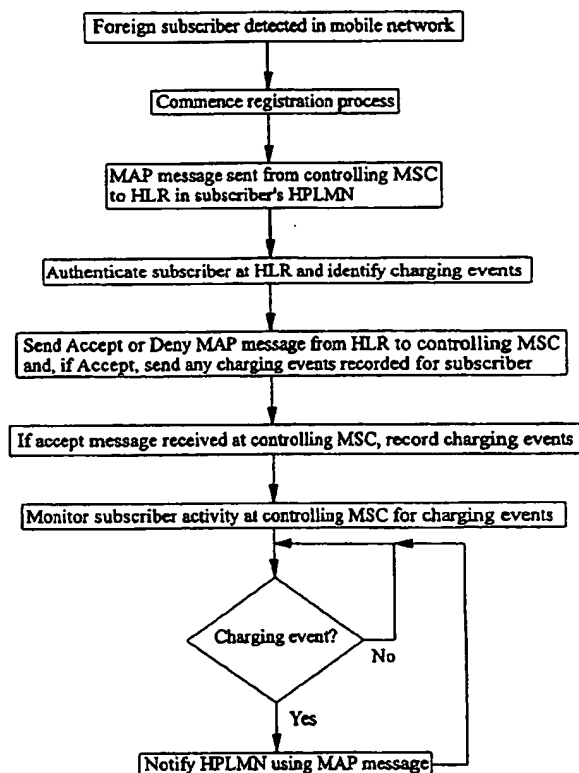 Foreign subscriber detected in mobile network
Commence registration process
MAP message sent from controlling MSC
to HLR in subscriber's HPLMN
Authenticate subscriber at HLR and identify charging events
Send Accept or Deny MAP message from HLR to controlling MSC
and, if Accept, send any charging events recorded for subscriber
If accept message received at controlling MSC, record charging events
Monitor subscriber activity at controlling MSC for charging events
Charging event?
No
Yes
Notify HPLMN using MAP message